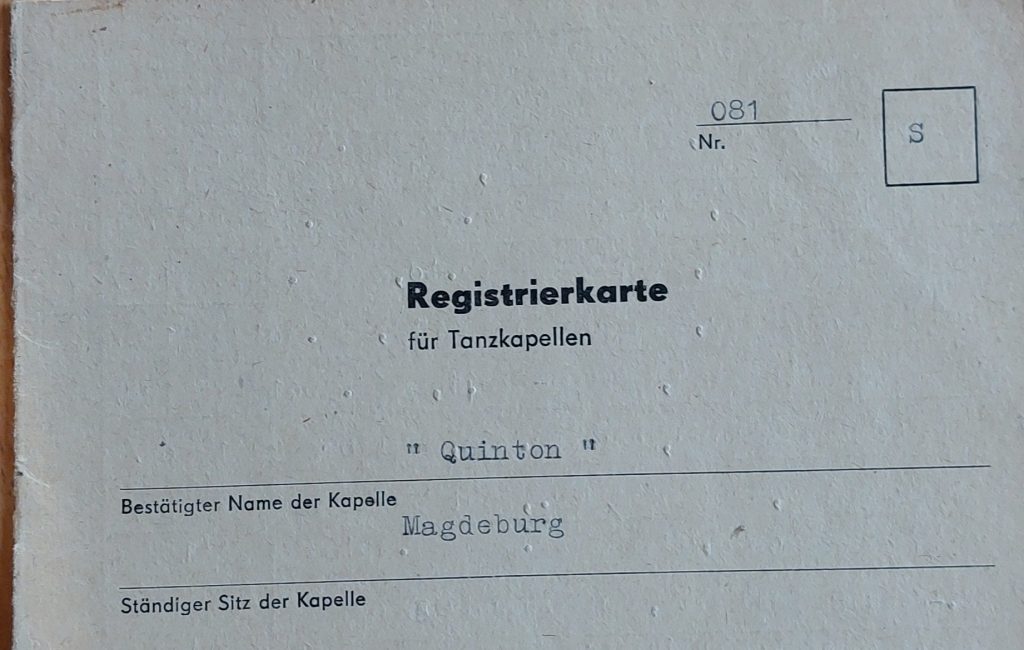 081
Nr.
S
Registrierkarte
für Tanzkapellen
" Quinton "
Bestätigter Name der Kapelle
Magdeburg
Ständiger Sitz der Kapelle